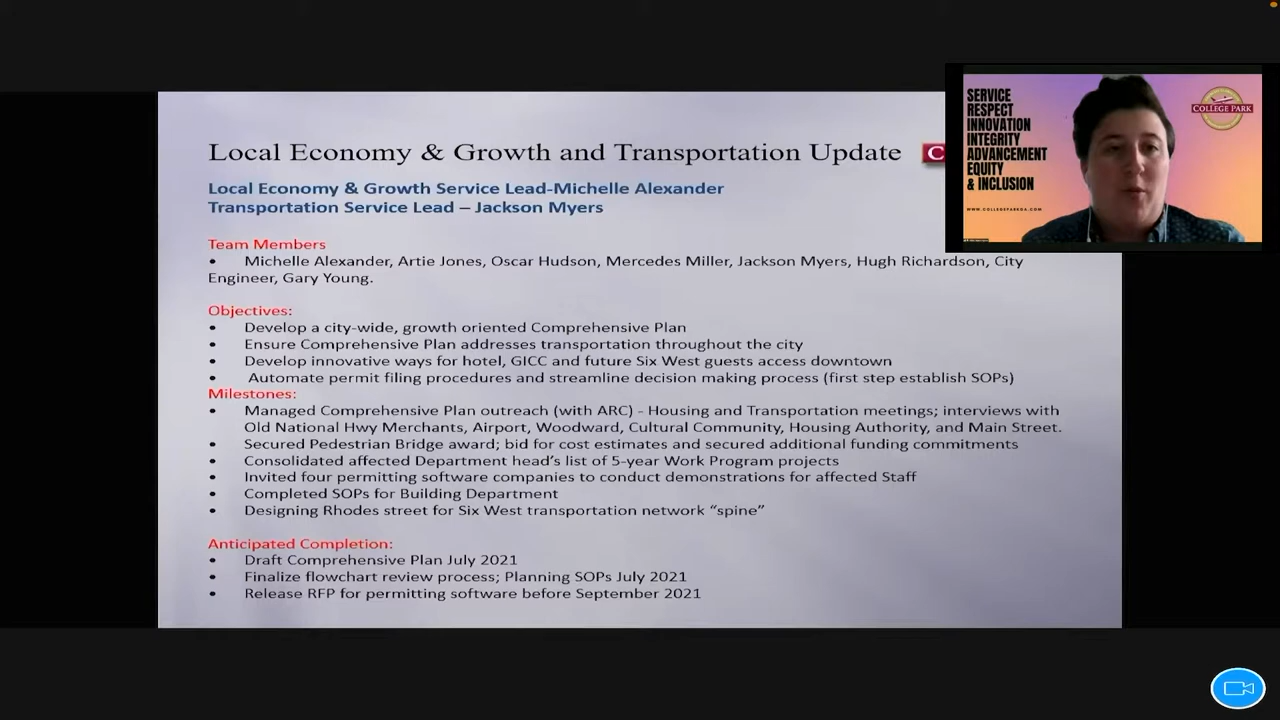 Local Economy & Growth and Transportation Update
C
Local Economy & Growth Service Lead-Michelle Alexander
Transportation Service Lead – Jackson Myers
Team Members
• Michelle Alexander, Artie Jones, Oscar Hudson, Mercedes Miller, Jackson Myers, Hugh Richardson, City
Engineer, Gary Young.
Objectives:
• Develop a city-wide, growth oriented Comprehensive Plan
• Ensure Comprehensive Plan addresses transportation throughout the city
• Develop innovative ways for hotel, GICC and future Six West guests access downtown
• Automate permit filing procedures and streamline decision making process (first step establish SOPs)
Milestones:
• Managed Comprehensive Plan outreach (with ARC) - Housing and Transportation meetings; interviews with
Old National Hwy Merchants, Airport, Woodward, Cultural Community, Housing Authority, and Main Street.
• Secured Pedestrian Bridge award; bid for cost estimates and secured additional funding commitments
• Consolidated affected Department head's list of 5-year Work Program projects
• Invited four permitting software companies to conduct demonstrations for affected Staff
• Completed SOPs for Building Department
• Designing Rhodes street for Six West transportation network “spine”
Anticipated Completion:
• Draft Comprehensive Plan July 2021
• Finalize flowchart review process; Planning SOPs July 2021
• Release RFP for permitting software before September 2021
SERVICE
RESPECT
INNOVATION
INTEGRITY
ADVANCEMENT
EQUITY
& INCLUSION
WWW.COLLEGEPARKGA.COM
COLLEGE PARK